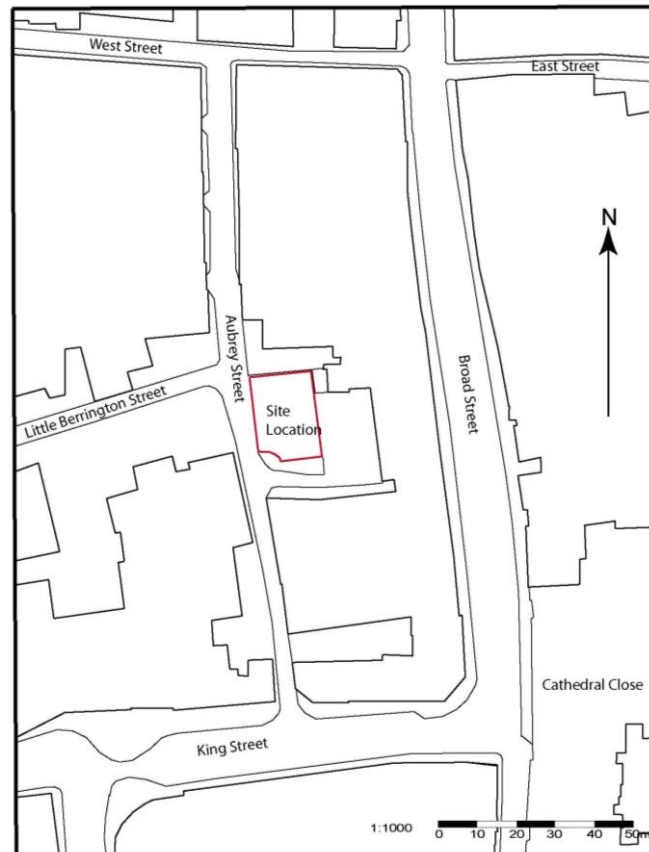 West Street
East Street
N
Aubrey Street
Broad Street
Little Berrington Street
Site
Location
Cathedral Close
King Street
1:1000
0 10 20 30 40 50m